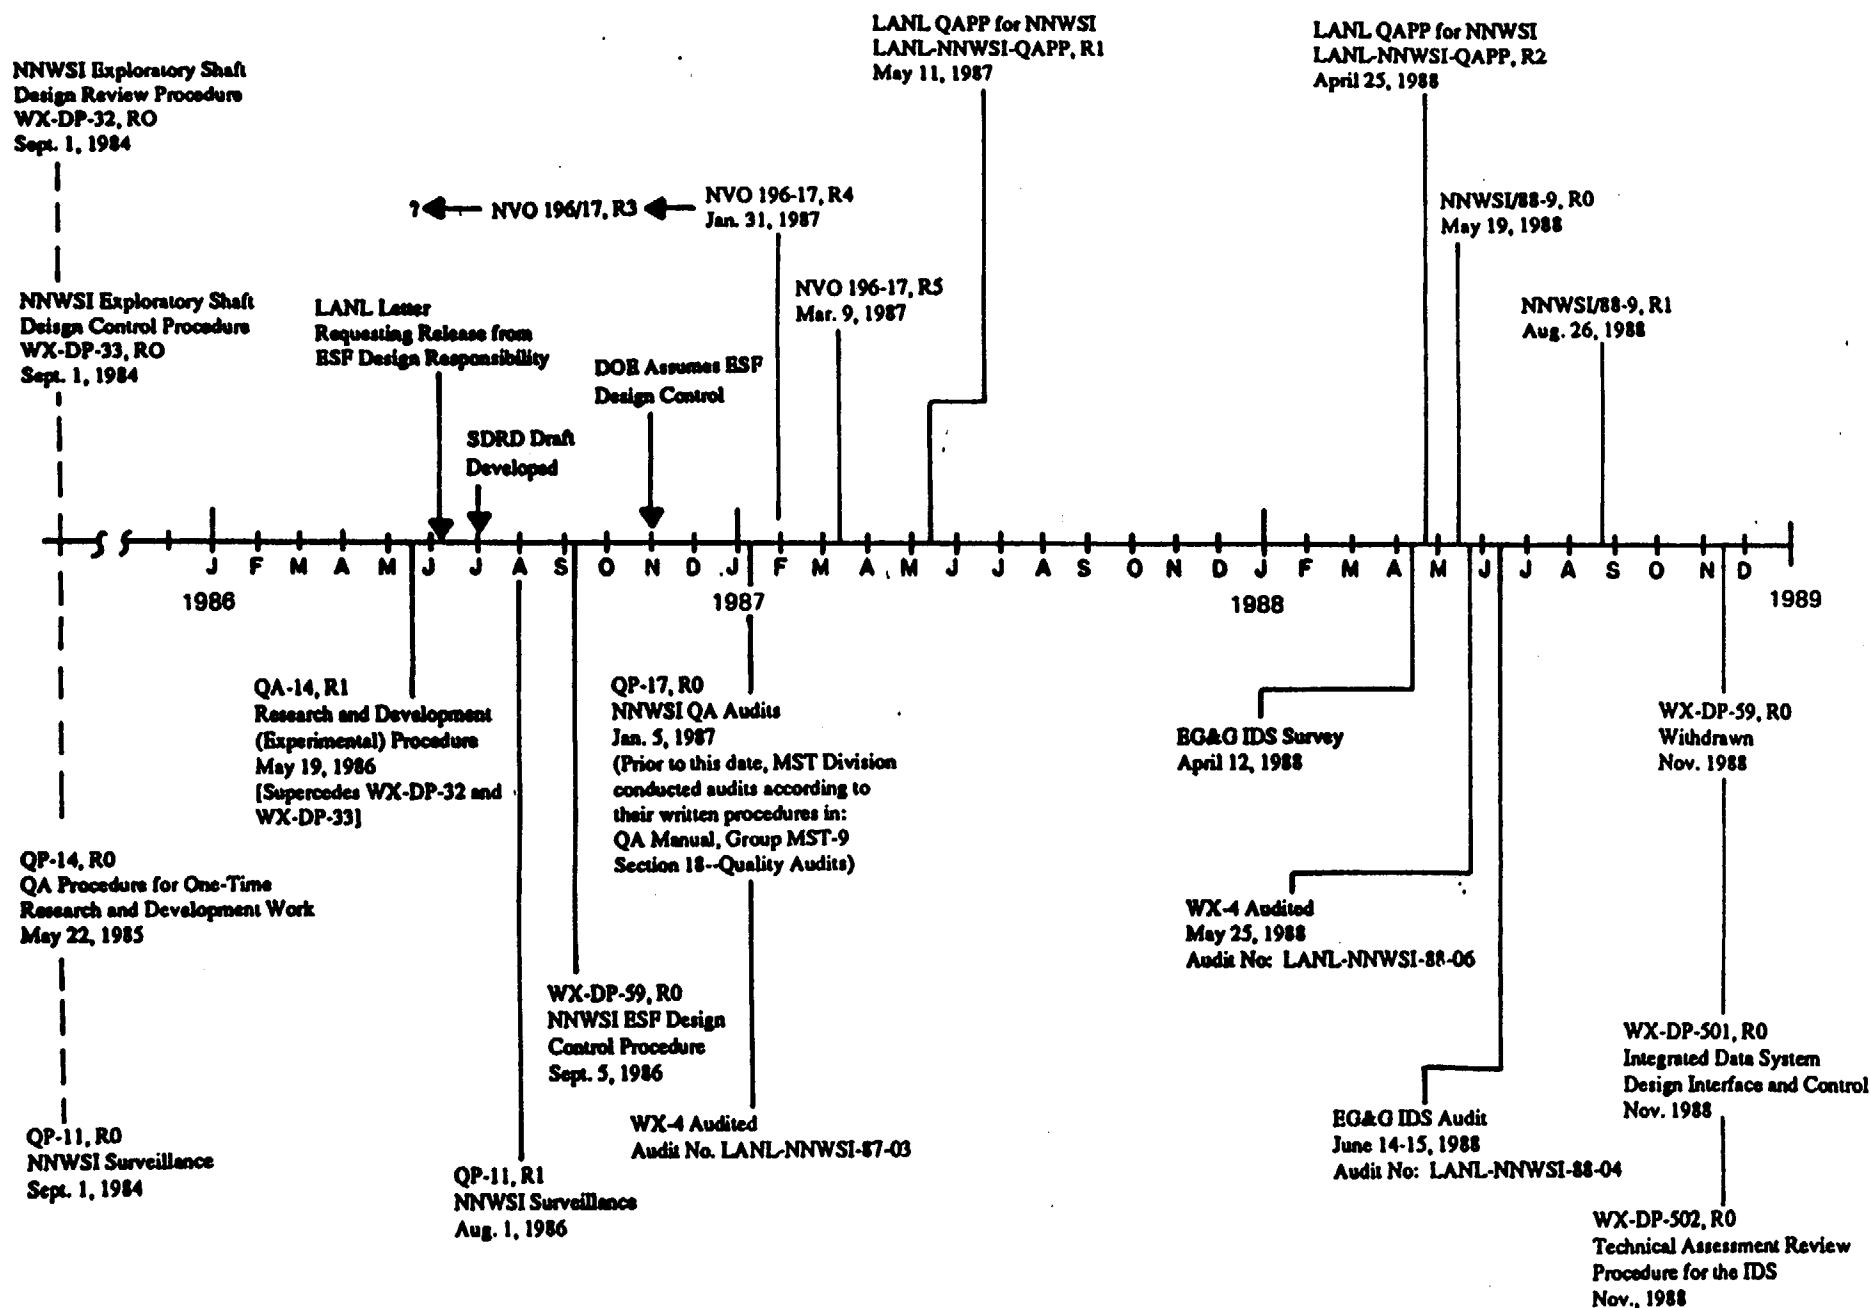 NNWSI Exploratory Shaft
Design Review Procedure
WX-DP-32, RO
Sept. 1, 1984
NNWSI Exploratory Shaft
Deisgn Control Procedure
WX-DP-33, RO
Sept. 1, 1984
? NVO 196/17, R3
NVO 196-17, R4
Jan. 31, 1987
LANL Letter
Requesting Release from
ESF Design Responsibility
SDRD Draft
Developed
DOE Assumes ESF
Design Control
NVO 196-17, R5
Mar. 9, 1987
LANL QAPP for NNWSI
LANL-NNWSI-QAPP, R1
May 11, 1987
LANL QAPP for NNWSI
LANL-NNWSI-QAPP, R2
April 25, 1988
NNWSI/88-9, R0
May 19, 1988
NNWSI/88-9, R1
Aug. 26, 1988
J F M A M J J A S O N D J F M A M J J A S O N D J F M A M J J A S O N D
1986 1987 1988 1989
QA-14, R1
Research and Development
(Experimental) Procedure
May 19, 1986
[Supercedes WX-DP-32 and
WX-DP-33]
QP-14, R0
QA Procedure for One-Time
Research and Development Work
May 22, 1985
QP-11, R0
NNWSI Surveillance
Sept. 1, 1984
QP-11, R1
NNWSI Surveillance
Aug. 1, 1986
WX-DP-59, R0
NNWSI ESF Design
Control Procedure
Sept. 5, 1986
QP-17, R0
NNWSI QA Audits
Jan. 5, 1987
(Prior to this date, MST Division
conducted audits according to
their written procedures in:
QA Manual, Group MST-9
Section 18--Quality Audits)
WX-4 Audited
Audit No. LANL-NNWSI-87-03
EG&G IDS Survey
April 12, 1988
WX-4 Audited
May 25, 1988
Audit No: LANL-NNWSI-88-06
EG&G IDS Audit
June 14-15, 1988
Audit No: LANL-NNWSI-88-04
WX-DP-59, R0
Withdrawn
Nov. 1988
WX-DP-501, R0
Integrated Data System
Design Interface and Control
Nov. 1988
WX-DP-502, R0
Technical Assessment Review
Procedure for the IDS
Nov., 1988